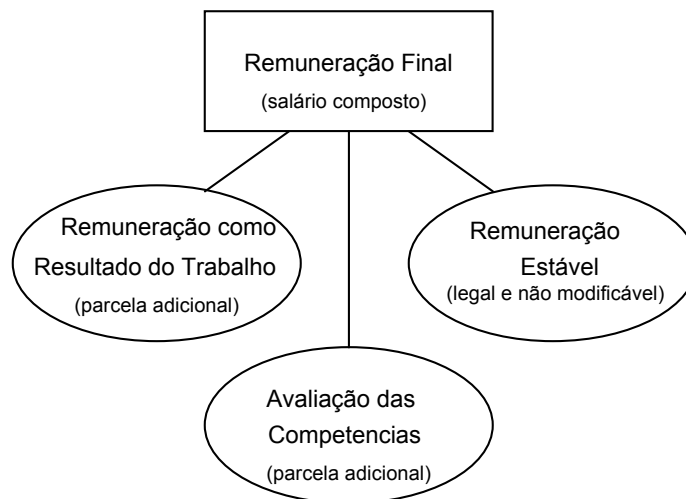 Remuneração Final
(salário composto)
Remuneração como
Resultado do Trabalho
(parcela adicional)
Remuneração
Estável
(legal e não modificável)
Avaliação das
Competencias
(parcela adicional)